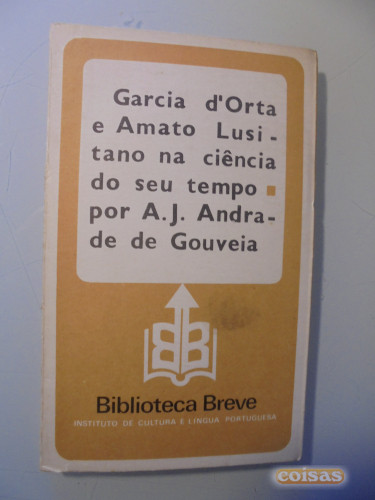 Garcia d'Orta
e Amato Lusi-
tano na ciência
do seu tempo
por A.J. Andra-
de de Gouveia
BB
Biblioteca Breve
INSTITUTO DE CULTURA E LÍNGUA PORTUGUESA
coisas